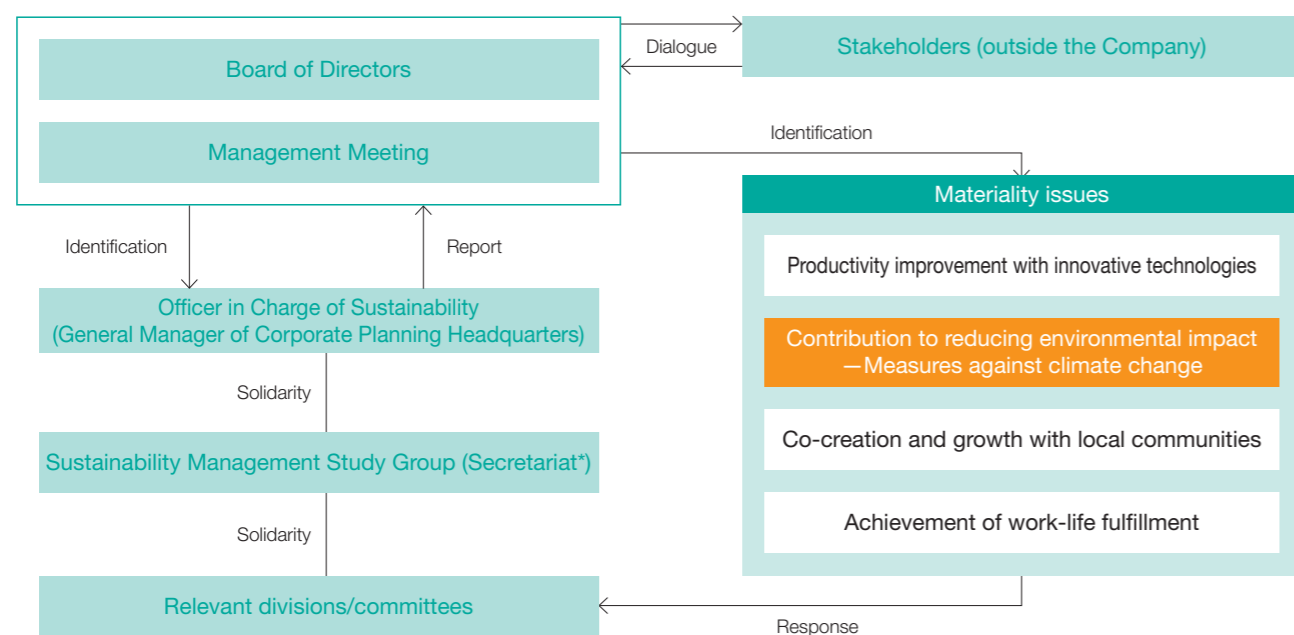 Board of Directors
Dialogue
Stakeholders (outside the Company)
Management Meeting
Identification
Materiality issues
Identification
Report
Productivity improvement with innovative technologies
Officer in Charge of Sustainability
(General Manager of Corporate Planning Headquarters)
Contribution to reducing environmental impact
—Measures against climate change
Solidarity
Co-creation and growth with local communities
Sustainability Management Study Group (Secretariat*)
Achievement of work-life fulfillment
Solidarity
Relevant divisions/committees
Response